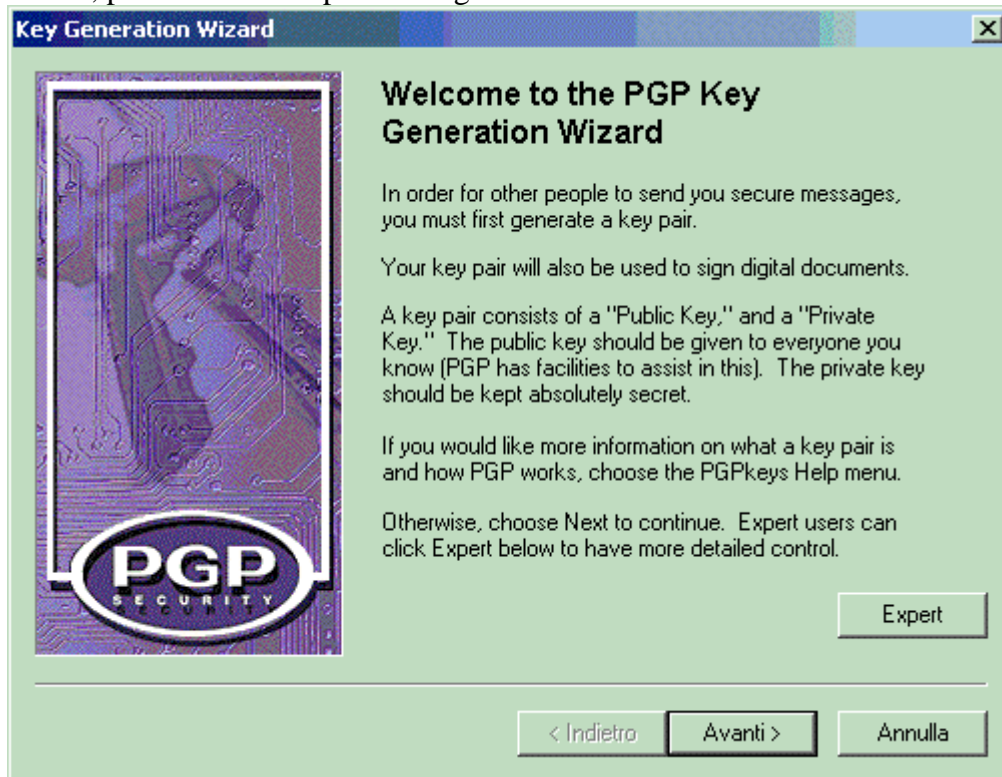 Key Generation Wizard
Welcome to the PGP Key
Generation Wizard
In order for other people to send you secure messages,
you must first generate a key pair.
Your key pair will also be used to sign digital documents.
A key pair consists of a "Public Key," and a "Private
Key." The public key should be given to everyone you
know (PGP has facilities to assist in this). The private key
should be kept absolutely secret.
If you would like more information on what a key pair is
and how PGP works, choose the PGPkeys Help menu.
Otherwise, choose Next to continue. Expert users can
click Expert below to have more detailed control.
PGP
SECURITY
Expert
< Indietro
Avanti >
Annulla